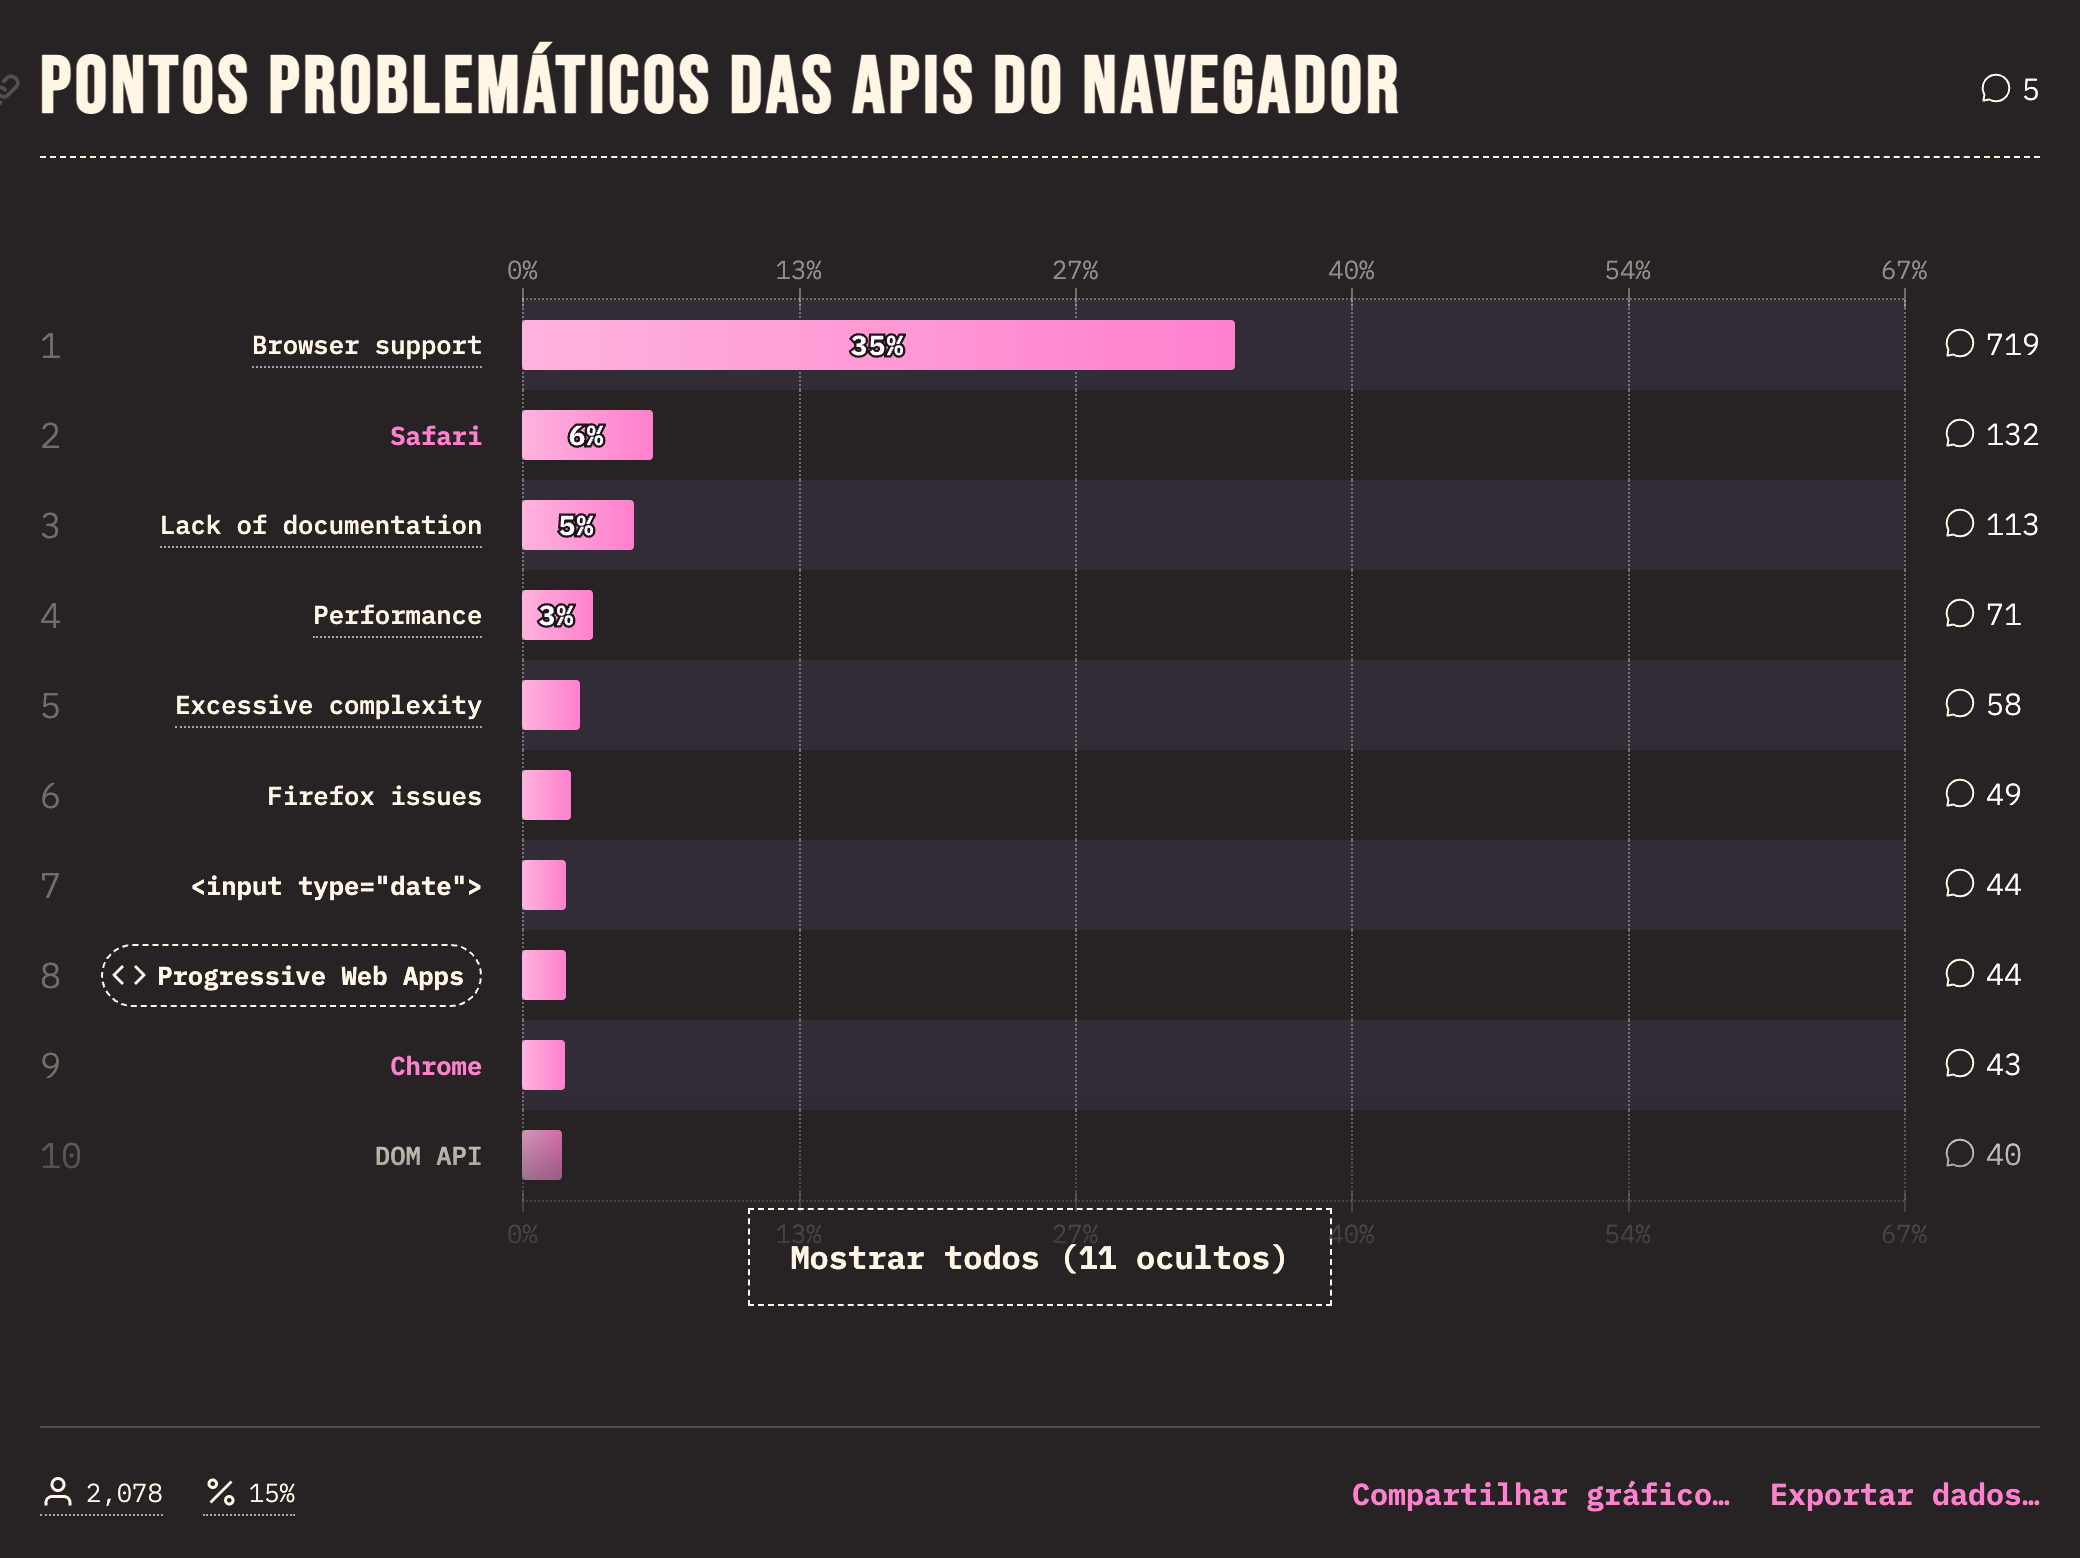 PONTOS PROBLEMÁTICOS DAS APIS DO NAVEGADOR
5
0% 13% 27% 40% 54% 67%
1 Browser support 35% 719
2 Safari 6% 132
3 Lack of documentation 5% 113
4 Performance 3% 71
5 Excessive complexity 58
6 Firefox issues 49
7 <input type="date"> 44
8 <> Progressive Web Apps 44
9 Chrome 43
10 DOM API 40
0% 13% 27% 40% 54% 67%
Mostrar todos (11 ocultos)
2,078 % 15% Compartilhar gráfico… Exportar dados…